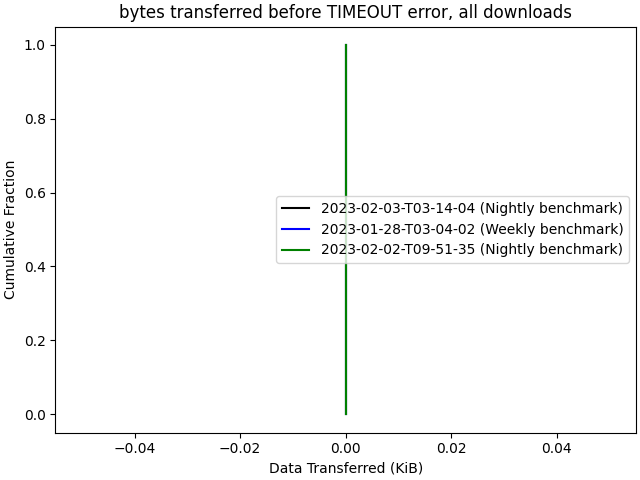 bytes transferred before TIMEOUT error, all downloads
Cumulative Fraction
1.0
0.8
0.6
0.4
0.2
0.0
2023-02-03-T03-14-04 (Nightly benchmark)
2023-01-28-T03-04-02 (Weekly benchmark)
2023-02-02-T09-51-35 (Nightly benchmark)
−0.04 −0.02 0.00 0.02 0.04
Data Transferred (KiB)